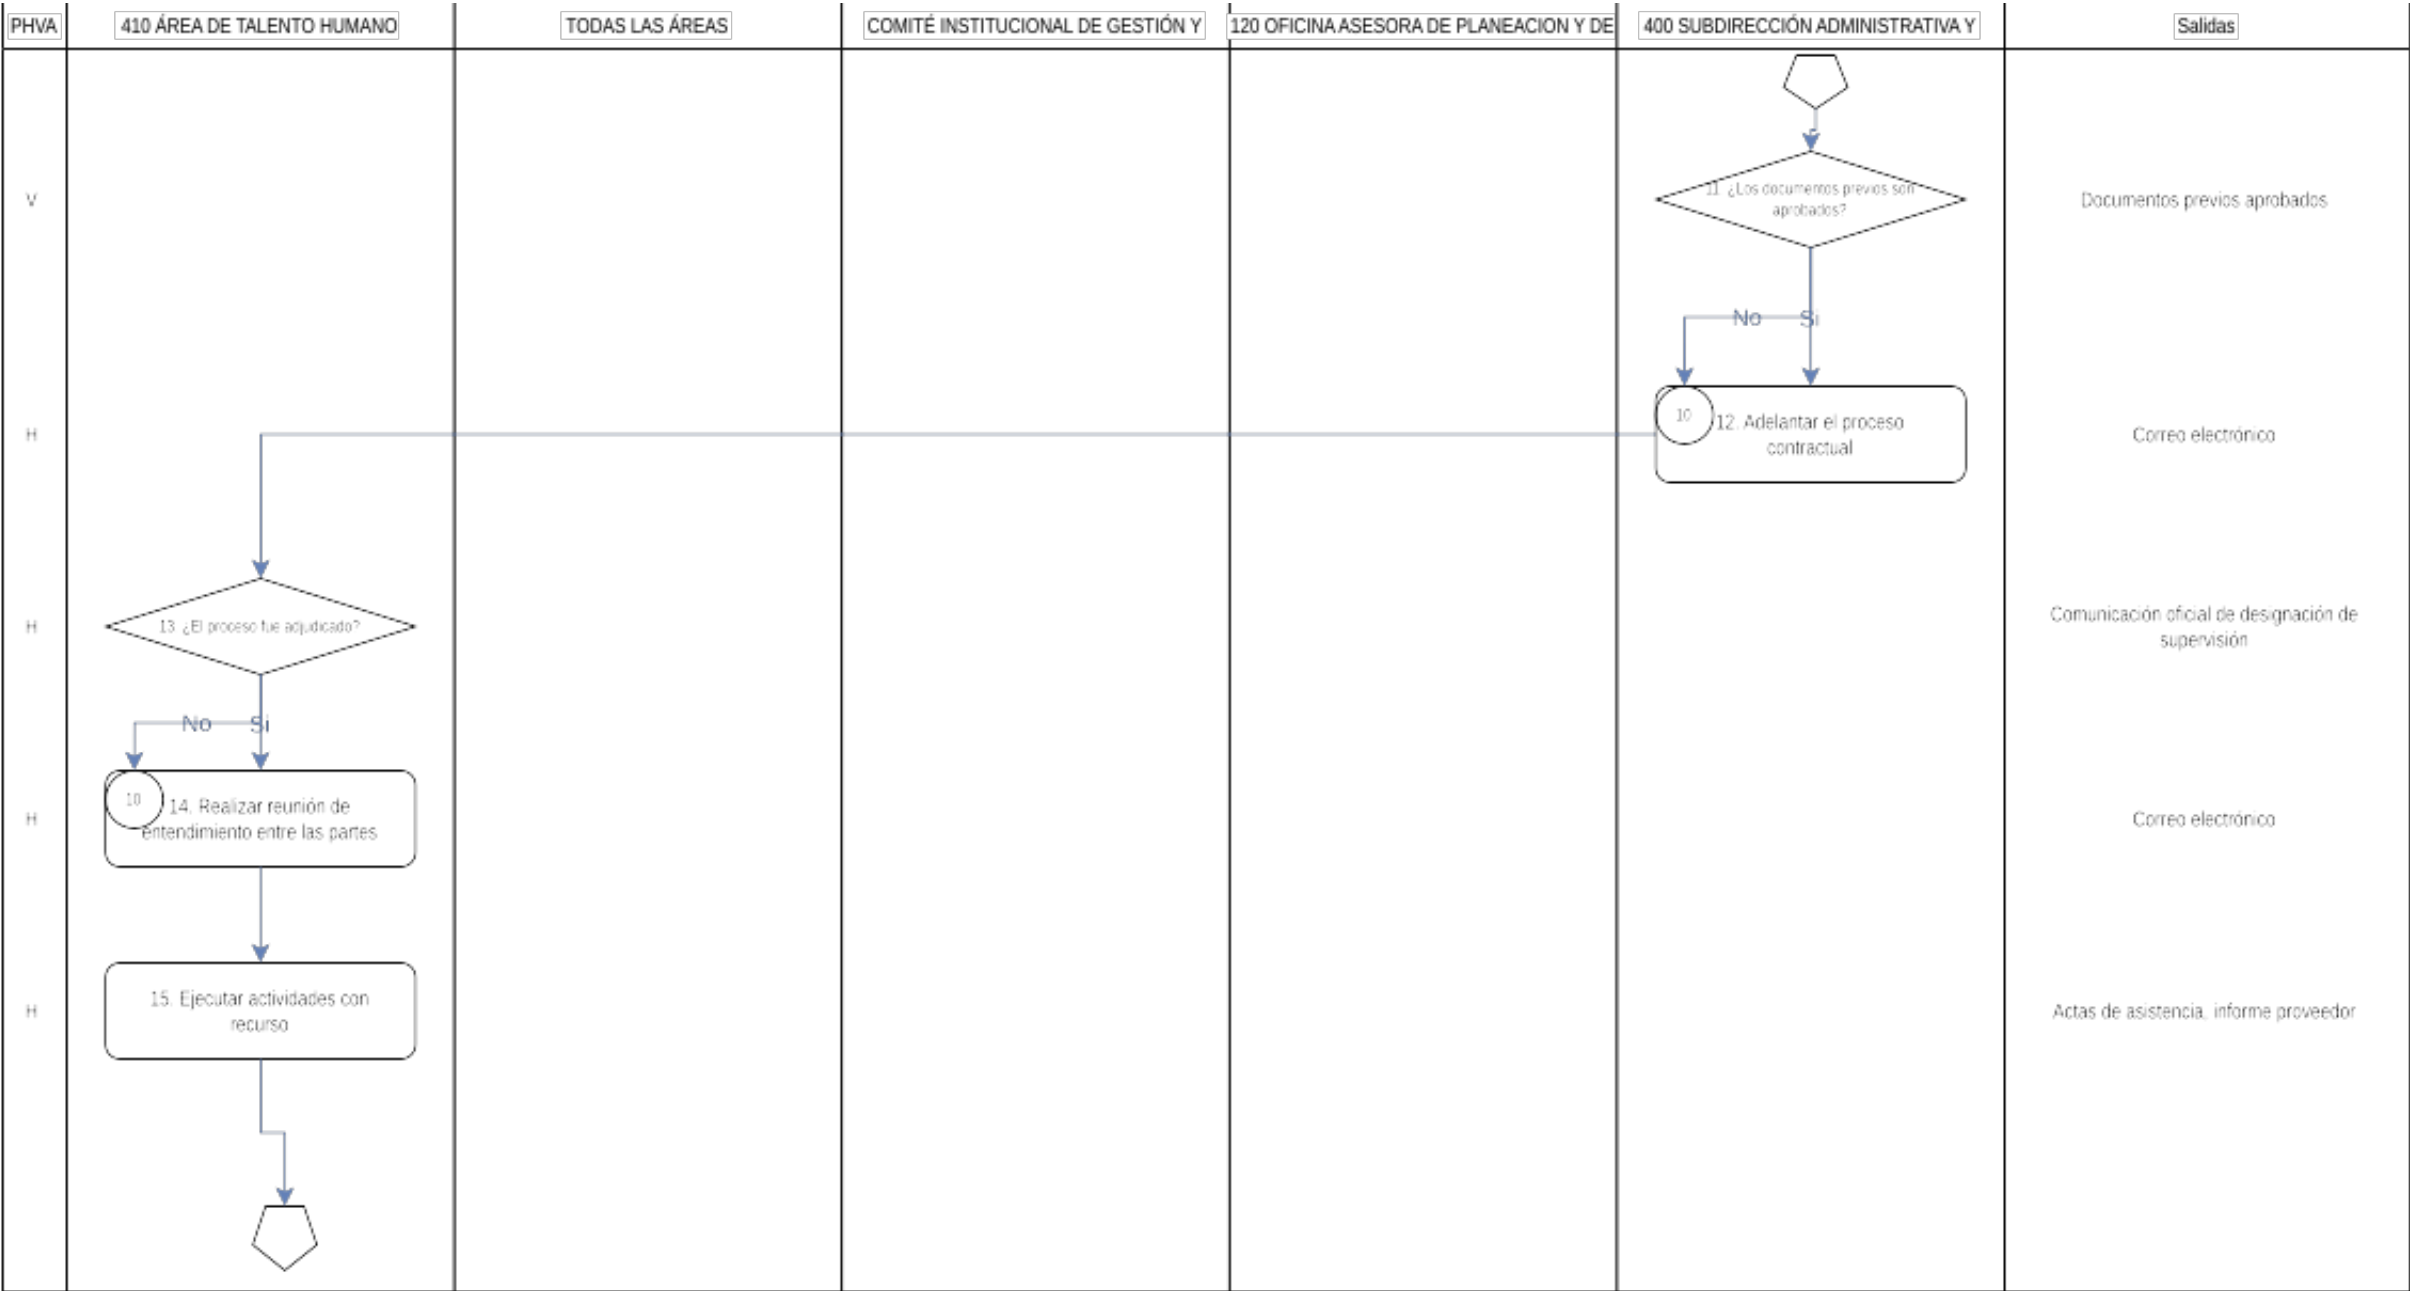 PHVA
410 ÁREA DE TALENTO HUMANO
TODAS LAS ÁREAS
COMITÉ INSTITUCIONAL DE GESTIÓN Y
120 OFICINA ASESORA DE PLANEACION Y DE
400 SUBDIRECCIÓN ADMINISTRATIVA Y
Salidas
V
11. ¿Los documentos previos son
aprobados?
Documentos previos aprobados
No
Si
H
10
12. Adelantar el proceso
contractual
Correo electrónico
H
13. ¿El proceso fue adjudicado?
Comunicación oficial de designación de
supervisión
No
Si
H
10
14. Realizar reunión de
entendimiento entre las partes
Correo electrónico
H
15. Ejecutar actividades con
recurso
Actas de asistencia, informe proveedor